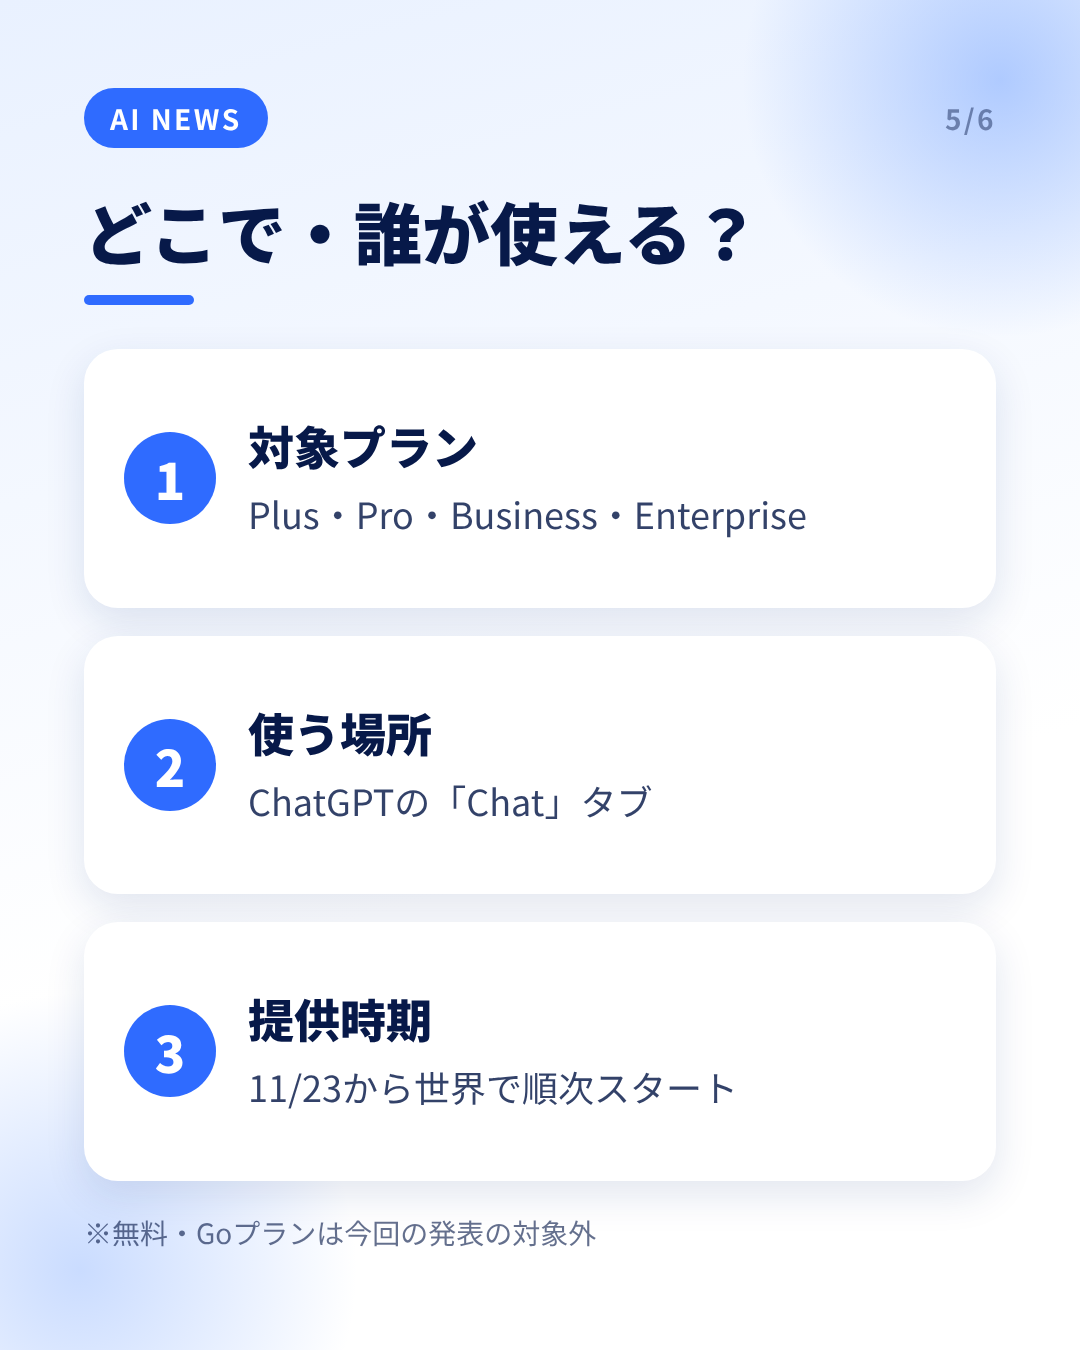 AI NEWS
5/6
どこで・誰が使える？
1
対象プラン
Plus・Pro・Business・Enterprise
2
使う場所
ChatGPTの「Chat」タブ
3
提供時期
11/23から世界で順次スタート
※無料・Goプランは今回の発表の対象外